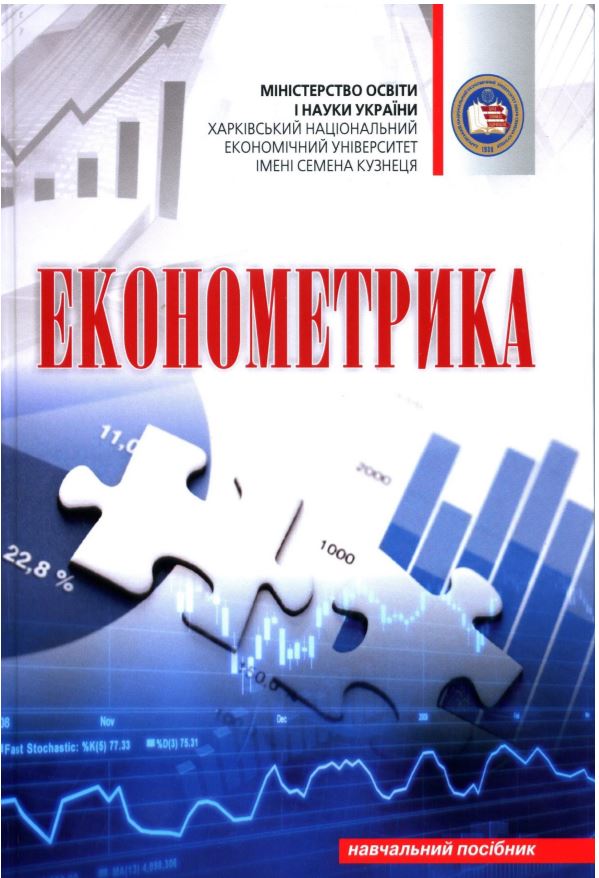 МІНІСТЕРСТВО ОСВІТИ
І НАУКИ УКРАЇНИ
ХАРКІВСЬКИЙ НАЦІОНАЛЬНИЙ
ЕКОНОМІЧНИЙ УНІВЕРСИТЕТ
ІМЕНІ СЕМЕНА КУЗНЕЦЯ
1930
ЕКОНОМЕТРИКА
11,0
2000
1000
22,8 %
Nov
Dec
Fast Stochastic: %K(5) 77.33 %D(3) 75.31
навчальний посібник